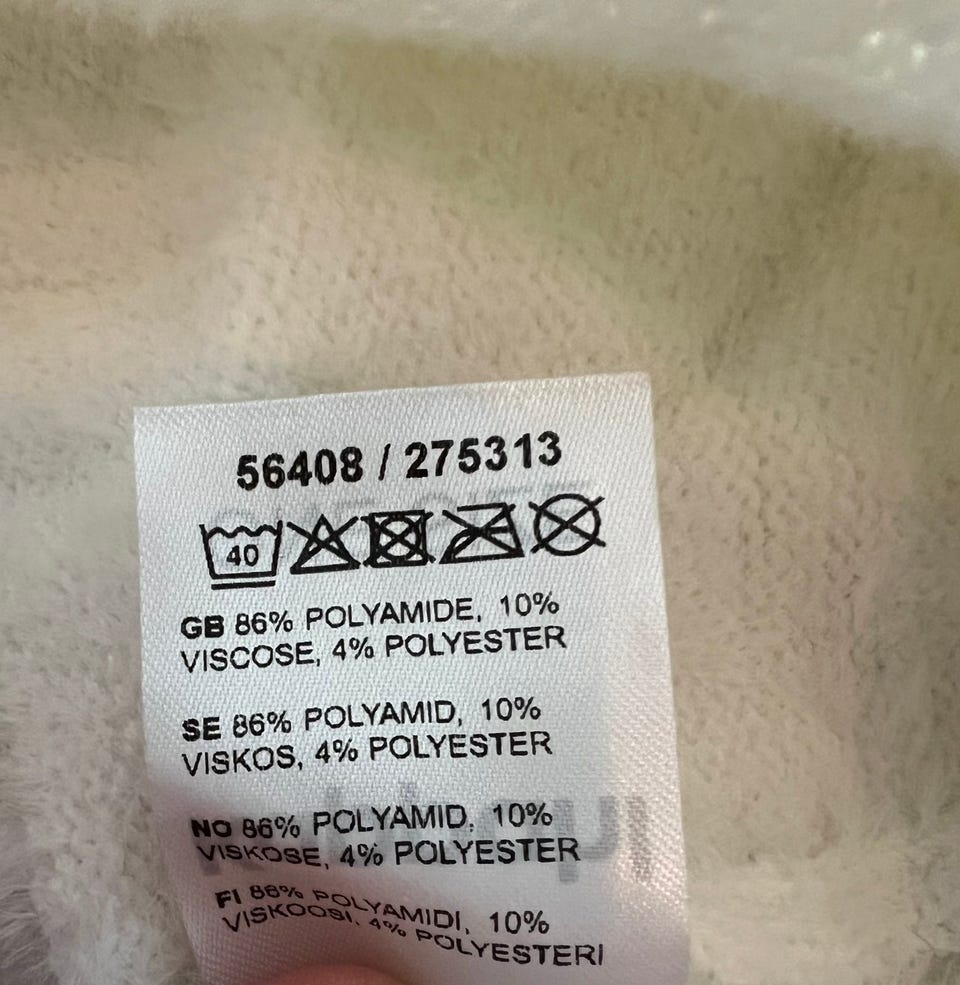 56408 / 275313
40
GB 86% POLYAMIDE, 10%
VISCOSE, 4% POLYESTER
SE 86% POLYAMID, 10%
VISKOS, 4% POLYESTER
NO 86% POLYAMID, 10%
VISKOSE, 4% POLYESTER
FI 86% POLYAMIDI, 10%
VISKOOSI, 4% POLYESTERI